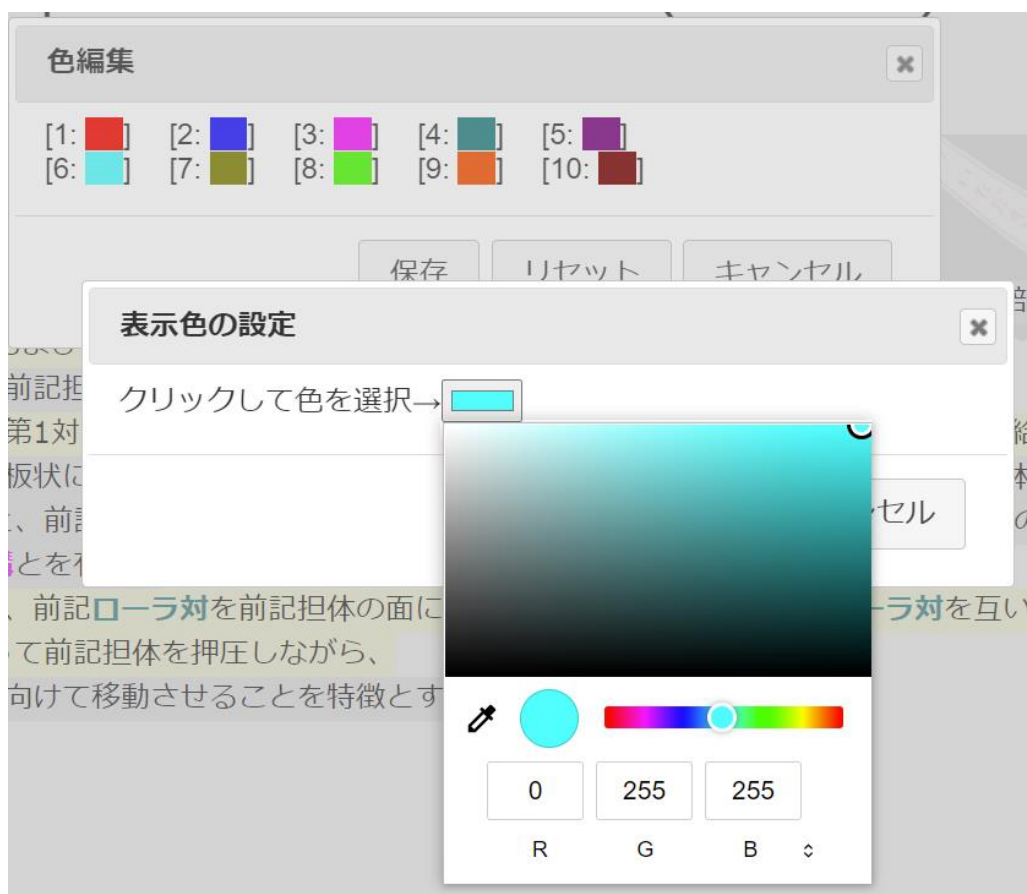 色編集
[1: ] [2: ] [3: ] [4: ] [5: ]
[6: ] [7: ] [8: ] [9: ] [10: ]
保存 リセット キャンセル
表示色の設定
前記担
クリックして色を選択→
第1対
板状に
、前記
セル
とを有
、前記ローラ対を前記担体の面に
ーラ対を互い
って前記担体を押圧しながら、
向けて移動させることを特徴とす
0 255 255
R G B